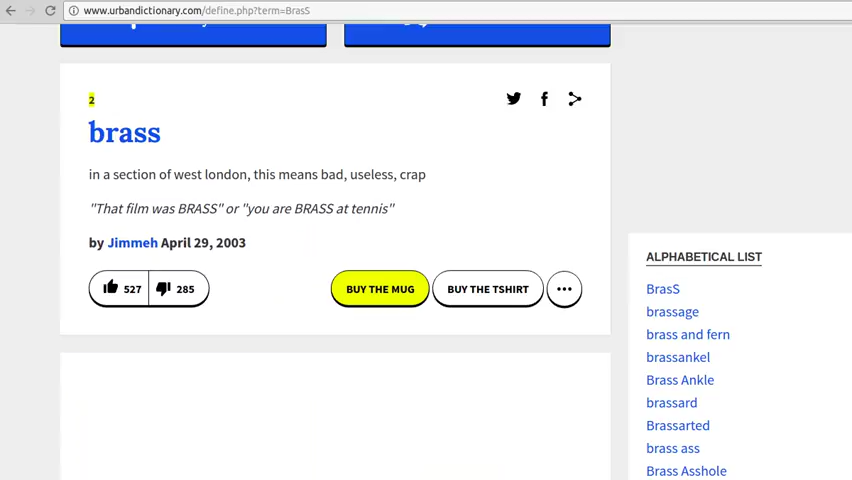 www.urbandictionary.com/define.php?term=BrasS
2
brass
in a section of west london, this means bad, useless, crap
"That film was BRASS" or "you are BRASS at tennis"
by Jimmeh April 29, 2003
527 285 BUY THE MUG BUY THE TSHIRT
ALPHABETICAL LIST
BrasS
brassage
brass and fern
brassankel
Brass Ankle
brassard
Brassarted
brass ass
Brass Asshole